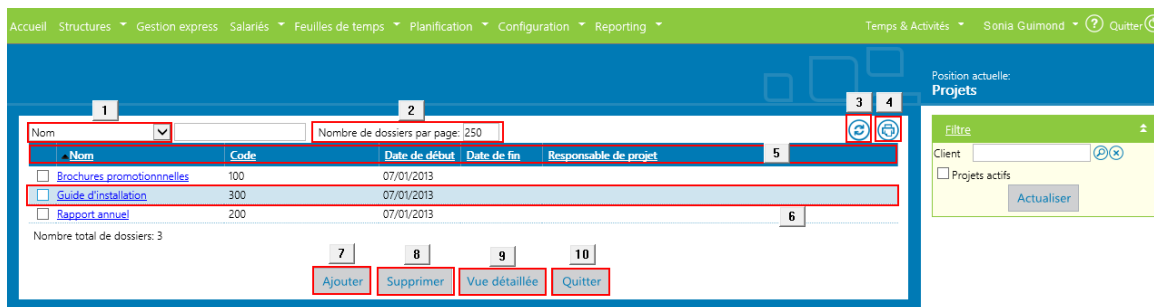 Accueil Structures Gestion express Salariés Feuilles de temps Planification Configuration Reporting Temps & Activités Sonia Guimond ? Quitter
Position actuelle:
Projets
1 2 3 4
Nom Nombre de dossiers par page: 250
Filtre
Nom Code Date de début Date de fin Responsable de projet 5
Client
Brochures promotionnnelles 100 07/01/2013
Projets actifs
Guide d'installation 300 07/01/2013
Actualiser
Rapport annuel 200 07/01/2013 6
Nombre total de dossiers: 3
7 8 9 10
Ajouter Supprimer Vue détaillée Quitter